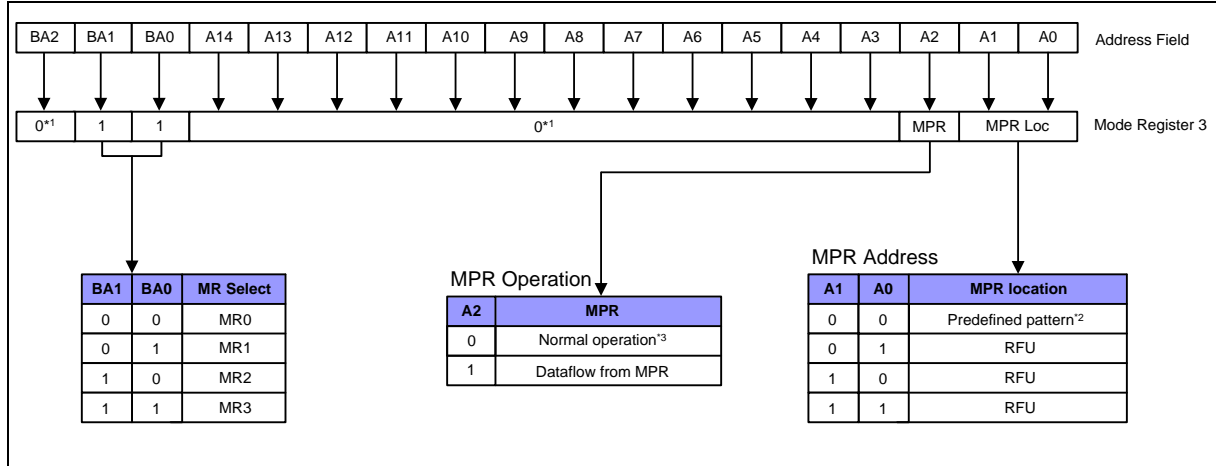 BA2 BA1 BA0 A14 A13 A12 A11 A10 A9 A8 A7 A6 A5 A4 A3 A2 A1 A0 Address Field
0*1 1 1 0*1 MPR MPR Loc Mode Register 3
BA1 BA0 MR Select
0 0 MR0
0 1 MR1
1 0 MR2
1 1 MR3
MPR Operation
A2 MPR
0 Normal operation*3
1 Dataflow from MPR
MPR Address
A1 A0 MPR location
0 0 Predefined pattern*2
0 1 RFU
1 0 RFU
1 1 RFU